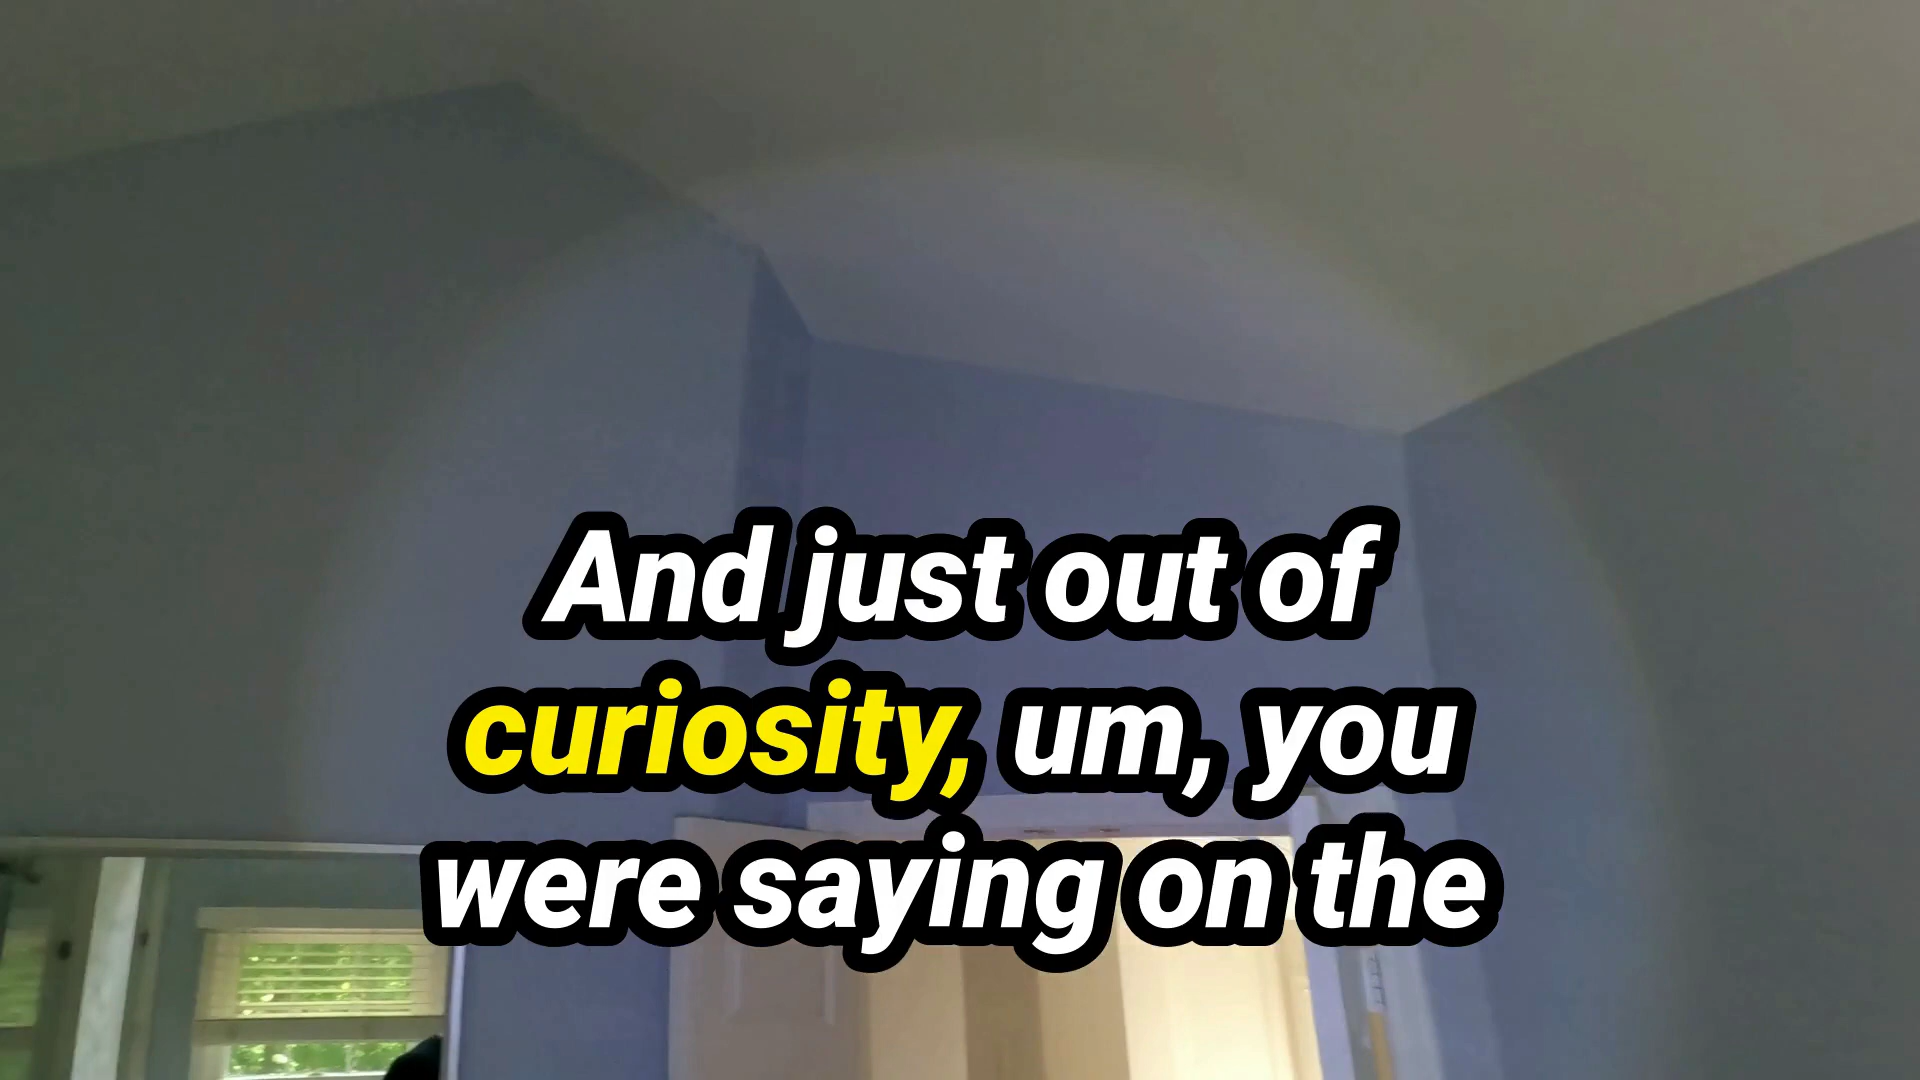 And just out of
curiosity, um, you
were saying on the